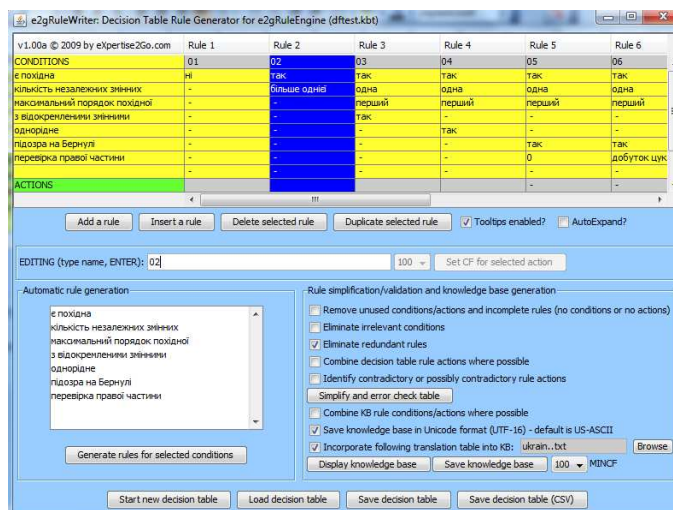 e2gRuleWriter: Decision Table Rule Generator for e2gRuleEngine (dftest.kbt)
v1.00a © 2009 by eXpertise2Go.com Rule 1 Rule 2 Rule 3 Rule 4 Rule 5 Rule 6
CONDITIONS 01 02 03 04 05 06
є похідна ні так так так так так
кількість незалежних змінних - більше однієї одна одна одна одна
максимальний порядок похідної - - перший перший перший перший
з відокремленими змінними - - так - - -
однорідне - - - так - -
підозра на Бернулі - - - - так так
перевірка правої частини - - - - 0 добуток цук
- - - - - -
ACTIONS - -
Add a rule Insert a rule Delete selected rule Duplicate selected rule Tooltips enabled? AutoExpand?
EDITING (type name, ENTER): 02 100 Set CF for selected action
Automatic rule generation
є похідна
кількість незалежних змінних
максимальний порядок похідної
з відокремленими змінними
однорідне
підозра на Бернулі
перевірка правої частини
Generate rules for selected conditions
Rule simplification/validation and knowledge base generation
Remove unused conditions/actions and incomplete rules (no conditions or no actions)
Eliminate irrelevant conditions
Eliminate redundant rules
Combine decision table rule actions where possible
Identify contradictory or possibly contradictory rule actions
Simplify and error check table
Combine KB rule conditions/actions where possible
Save knowledge base in Unicode format (UTF-16) - default is US-ASCII
Incorporate following translation table into KB: ukrain..txt Browse
Display knowledge base Save knowledge base 100 MINCF
Start new decision table Load decision table Save decision table Save decision table (CSV)